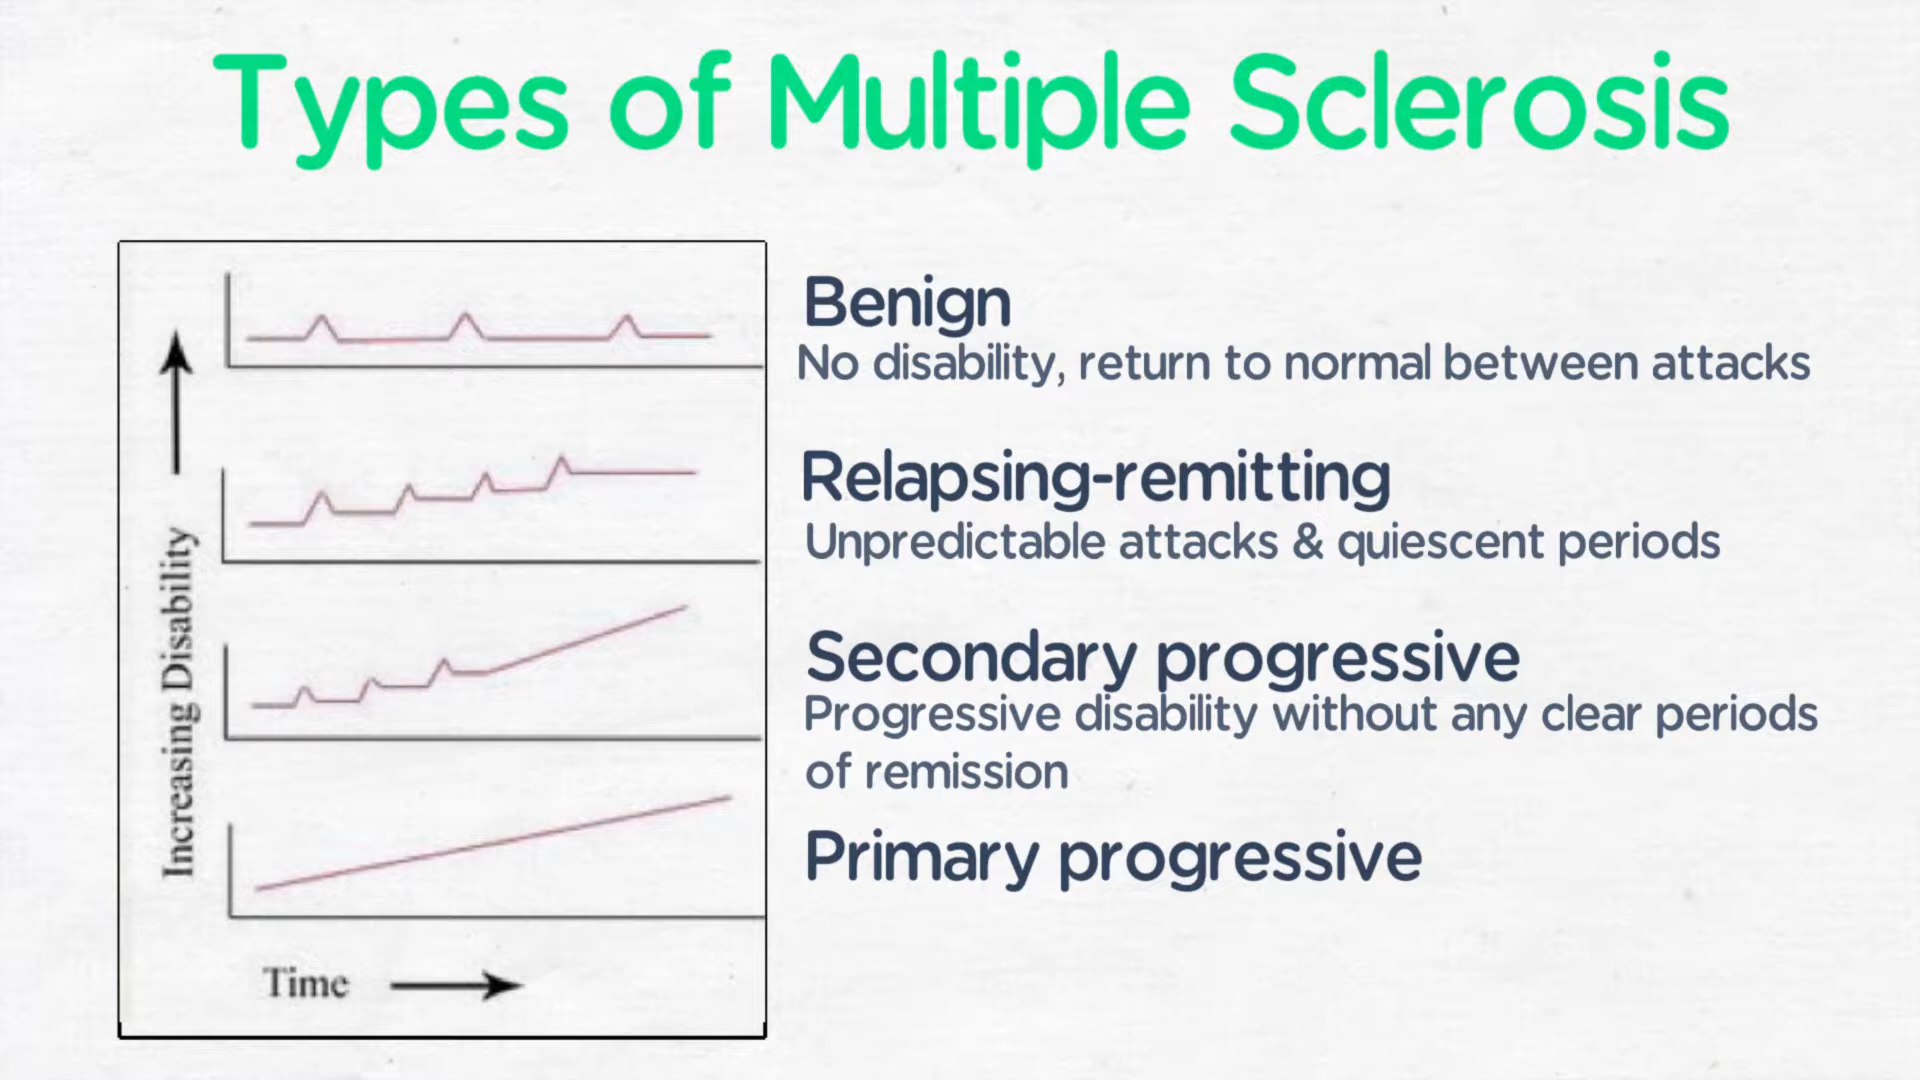 Types of Multiple Sclerosis
Benign
No disability, return to normal between attacks
Relapsing-remitting
Unpredictable attacks & quiescent periods
Secondary progressive
Progressive disability without any clear periods
of remission
Primary progressive
Increasing Disability
Time